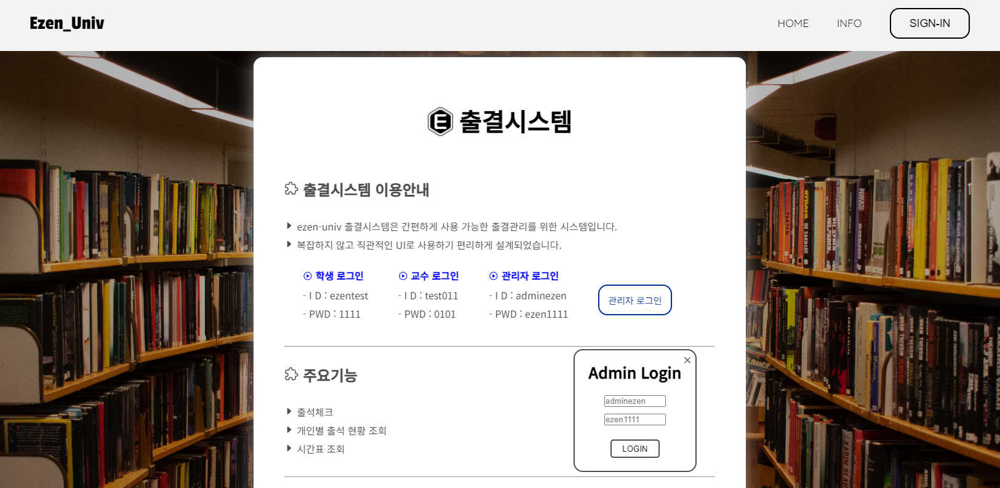 Ezen_Univ
HOME
INFO
SIGN-IN
출결시스템
출결시스템 이용안내
ezen-univ 출결시스템은 간편하게 사용 가능한 출결관리를 위한 시스템입니다.
복잡하지 않고 직관적인 UI로 사용하기 편리하게 설계되었습니다.
학생 로그인
- I D : ezentest
- PWD : 1111
교수 로그인
- I D : test011
- PWD : 0101
관리자 로그인
- I D : adminezen
- PWD : ezen1111
관리자 로그인
주요기능
출석체크
개인별 출석 현황 조회
시간표 조회
Admin Login
adminezen
ezen1111
LOGIN